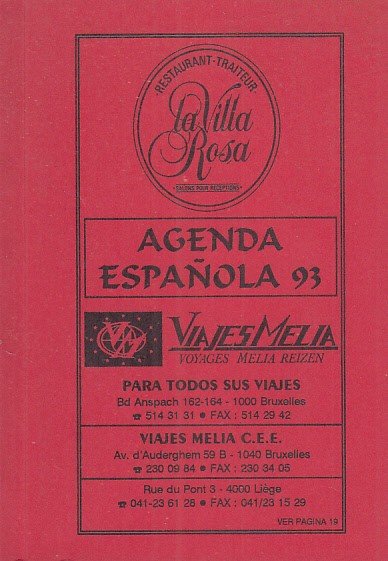 ·RESTAURANT-TRAITEUR·
la Villa
Rosa
·SALONS POUR RECEPTIONS·
AGENDA
ESPAÑOLA 93
VM VIAJES MELIA
VOYAGES MELIA REIZEN
PARA TODOS SUS VIAJES
Bd Anspach 162-164 - 1000 Bruxelles
☎ 514 31 31 ● FAX : 514 29 42
VIAJES MELIA C.E.E.
Av. d'Auderghem 59 B - 1040 Bruxelles
☎ 230 09 84 ● FAX : 230 34 05
Rue du Pont 3 - 4000 Liège
☎ 041-23 61 28 ● FAX : 041/23 15 29
VER PAGINA 19